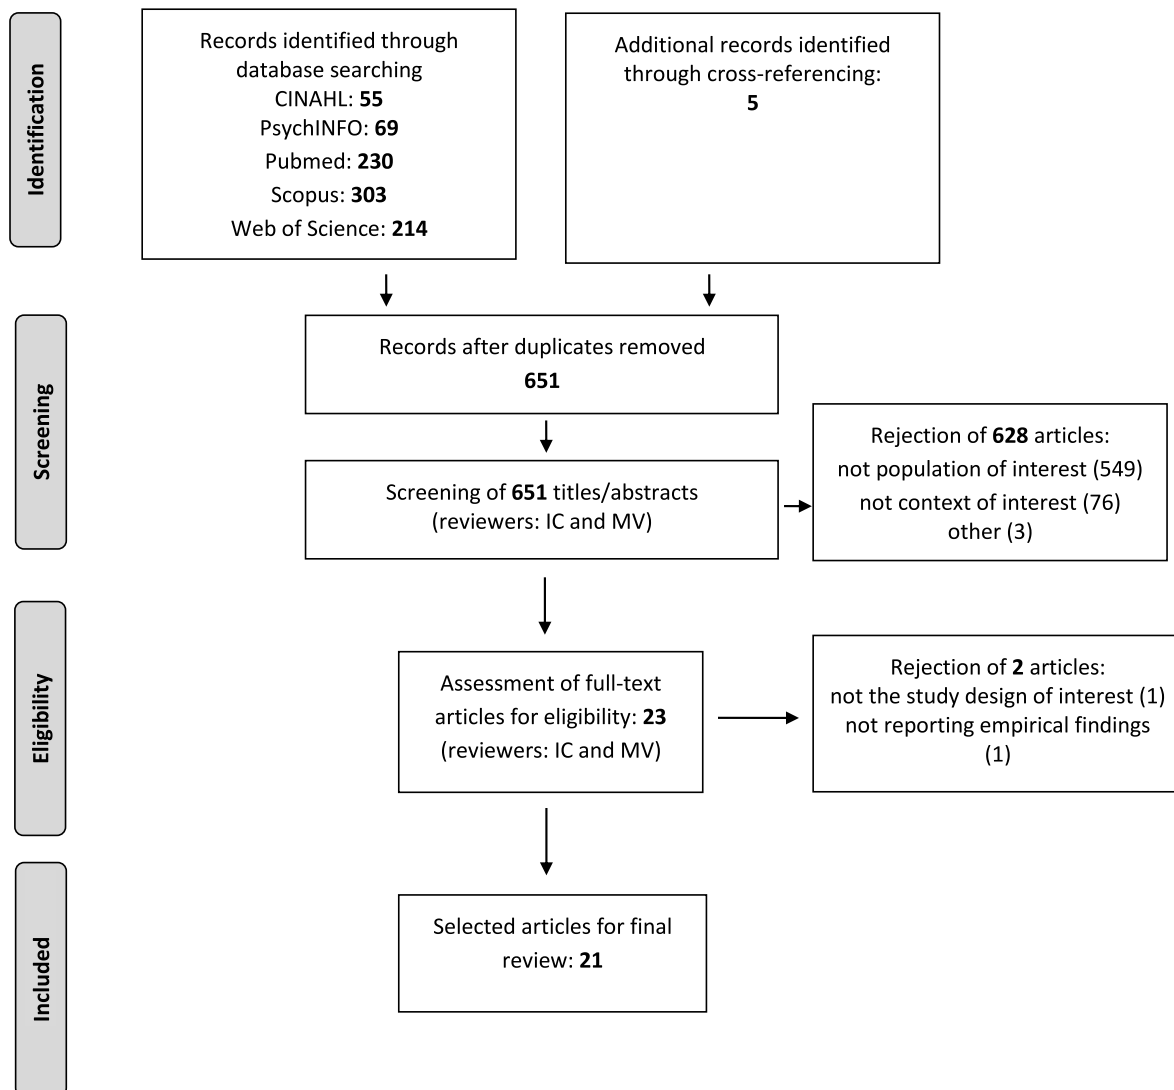 Identification
Records identified through
database searching
CINAHL: 55
PsychINFO: 69
Pubmed: 230
Scopus: 303
Web of Science: 214
Additional records identified
through cross-referencing:
5
Screening
Records after duplicates removed
651
Screening of 651 titles/abstracts
(reviewers: IC and MV)
Rejection of 628 articles:
not population of interest (549)
not context of interest (76)
other (3)
Eligibility
Assessment of full-text
articles for eligibility: 23
(reviewers: IC and MV)
Rejection of 2 articles:
not the study design of interest (1)
not reporting empirical findings
(1)
Included
Selected articles for final
review: 21